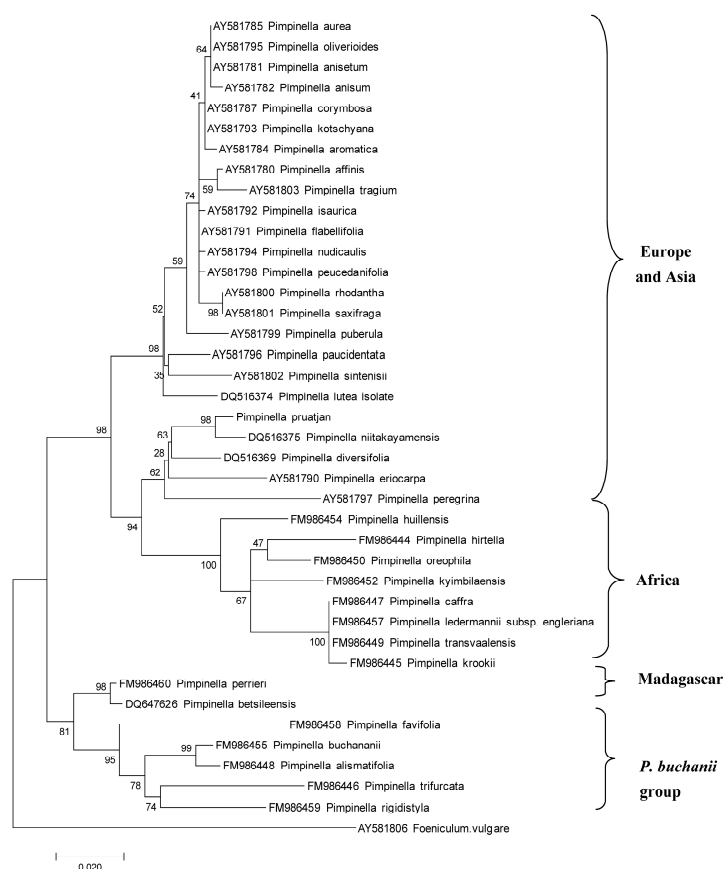 AY581785 Pimpinella aurea
64
AY581795 Pimpinella oliverioides
AY581781 Pimpinella anisetum
AY581782 Pimpinella anisum
41
AY581787 Pimpinella corymbosa
AY581793 Pimpinella kotschyana
AY581784 Pimpinella aromatica
AY581780 Pimpinella affinis
59
AY581803 Pimpinella tragium
74
AY581792 Pimpinella isaurica
AY581791 Pimpinella flabellifolia
AY581794 Pimpinella nudicaulis
59
AY581798 Pimpinella peucedanifolia
AY581800 Pimpinella rhodantha
98
AY581801 Pimpinella saxifraga
52
AY581799 Pimpinella puberula
98
AY581796 Pimpinella paucidentata
35
AY581802 Pimpinella sintenisii
DQ516374 Pimpinella lutea isolate
98
Pimpinella pruatjan
98
63
DQ516375 Pimpinella niitakayamensis
28
DQ516369 Pimpinella diversifolia
62
AY581790 Pimpinella eriocarpa
AY581797 Pimpinella peregrina
94
FM986454 Pimpinella huillensis
47
FM986444 Pimpinella hirtella
100
FM986450 Pimpinella oreophila
FM986452 Pimpinella kyimbilaensis
67
FM986447 Pimpinella caffra
FM986457 Pimpinella ledermannii subsp. engleriana
100
FM986449 Pimpinella transvaalensis
FM986445 Pimpinella krookii
98
FM986460 Pimpinella perrieri
DQ647626 Pimpinella betsileensis
81
FM986458 Pimpinella favifolia
95
99
FM986455 Pimpinella buchananii
FM986448 Pimpinella alismatifolia
78
FM986446 Pimpinella trifurcata
74
FM986459 Pimpinella rigidistyla
AY581806 Foeniculum.vulgare
0.020
Europe
and Asia
Africa
Madagascar
P. buchanii
group